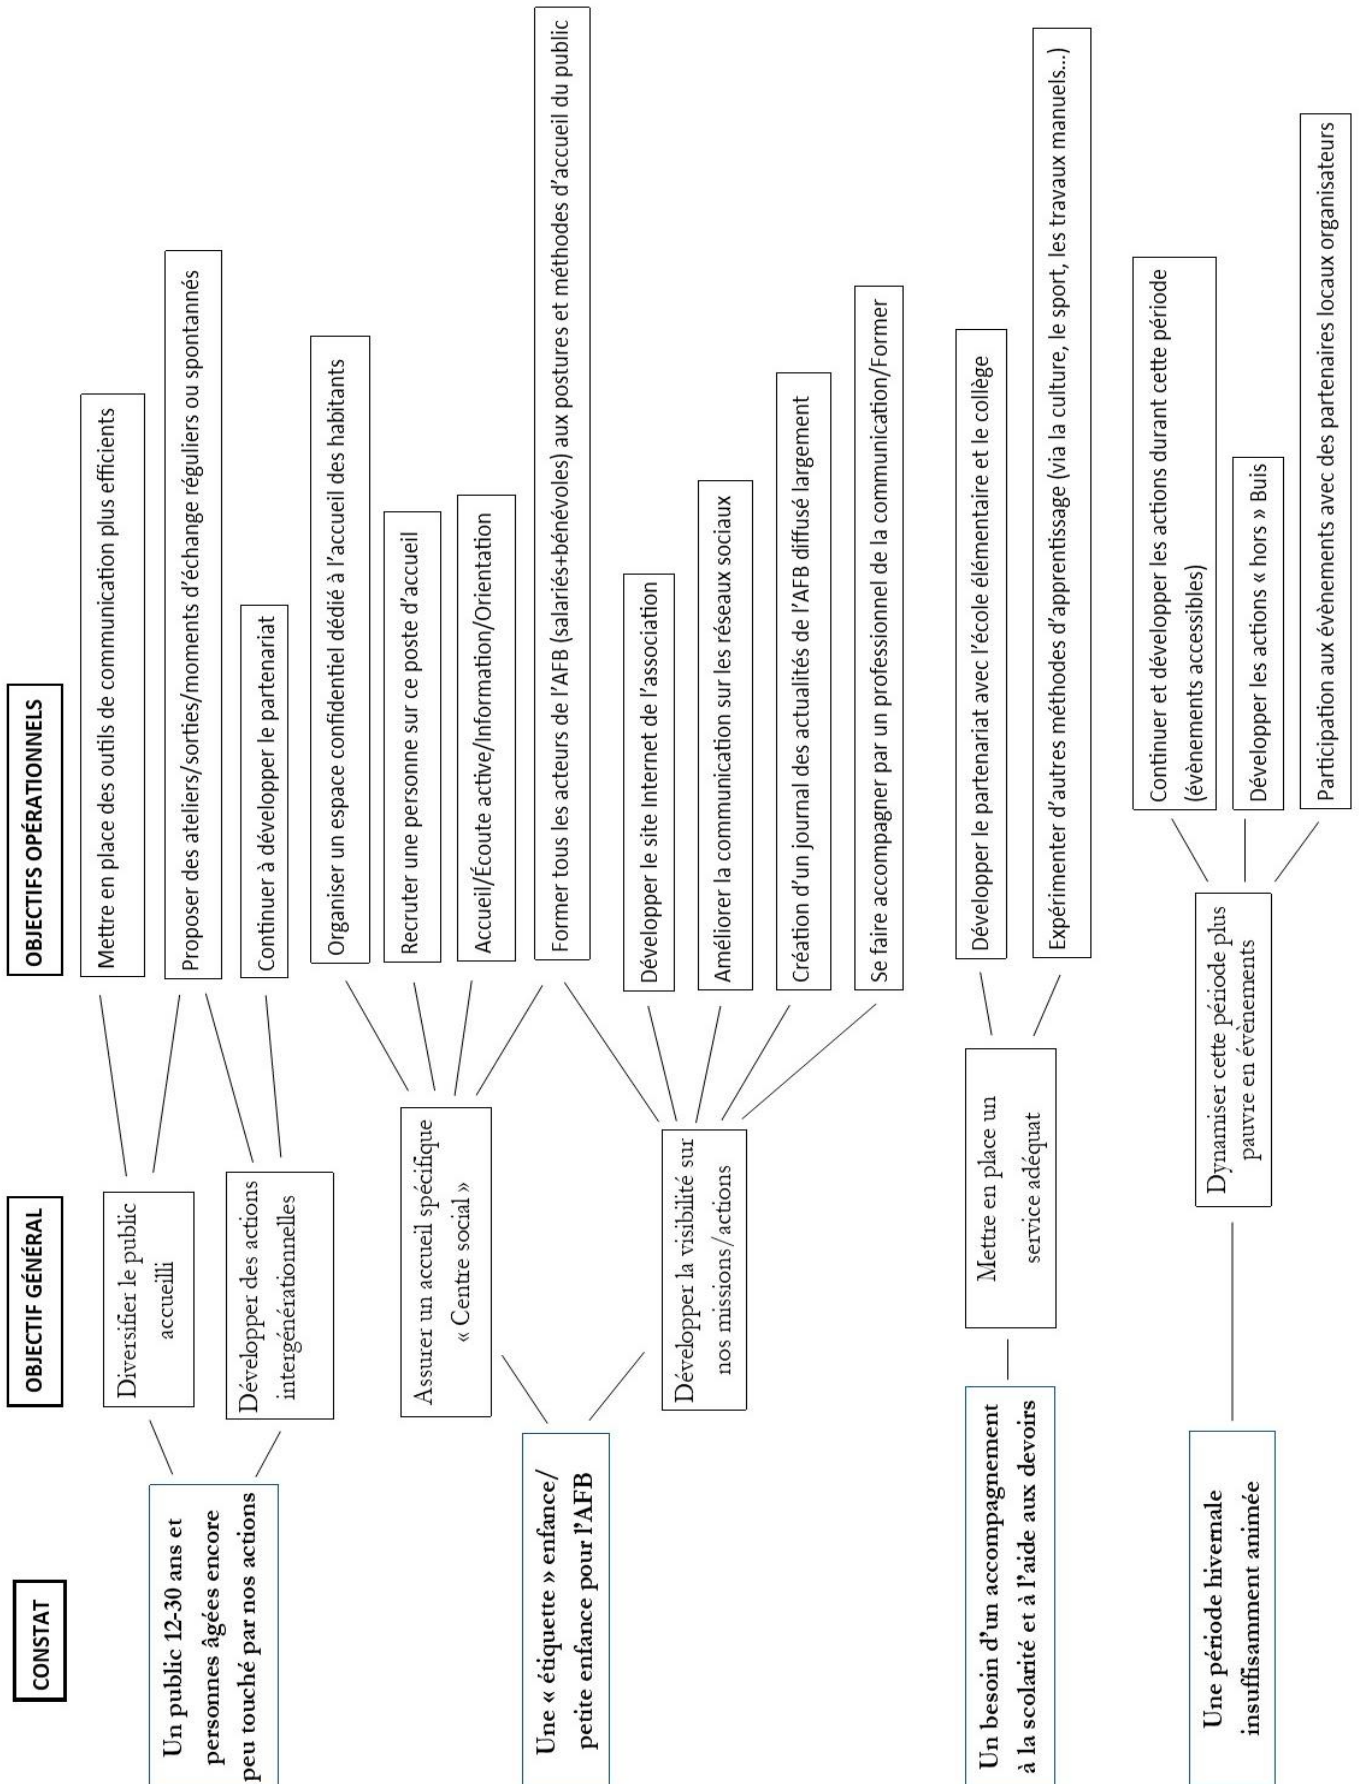 CONSTAT
OBJECTIF GÉNÉRAL
OBJECTIFS OPÉRATIONNELS
Un public 12-30 ans et
personnes âgées encore
peu touché par nos actions
Diversifier le public
accueilli
Développer des actions
intergénérationnelles
Mettre en place des outils de communication plus efficients
Proposer des ateliers/sorties/moments d'échange réguliers ou spontannés
Continuer à développer le partenariat
Une « étiquette » enfance/
petite enfance pour l'AFB
Assurer un accueil spécifique
« Centre social »
Développer la visibilité sur
nos missions/actions
Organiser un espace confidentiel dédié à l'accueil des habitants
Recruter une personne sur ce poste d'accueil
Accueil/Écoute active/Information/Orientation
Former tous les acteurs de l'AFB (salariés+bénévoles) aux postures et méthodes d'accueil du public
Développer le site Internet de l'association
Améliorer la communication sur les réseaux sociaux
Création d'un journal des actualités de l'AFB diffusé largement
Se faire accompagner par un professionnel de la communication/Former
Un besoin d'un accompagnement
à la scolarité et à l'aide aux devoirs
Mettre en place un
service adéquat
Développer le partenariat avec l'école élémentaire et le collège
Expérimenter d'autres méthodes d'apprentissage (via la culture, le sport, les travaux manuels...)
Une période hivernale
insuffisamment animée
Dynamiser cette période plus
pauvre en évènements
Continuer et développer les actions durant cette période
(évènements accessibles)
Développer les actions « hors » Buis
Participation aux évènements avec des partenaires locaux organisateurs